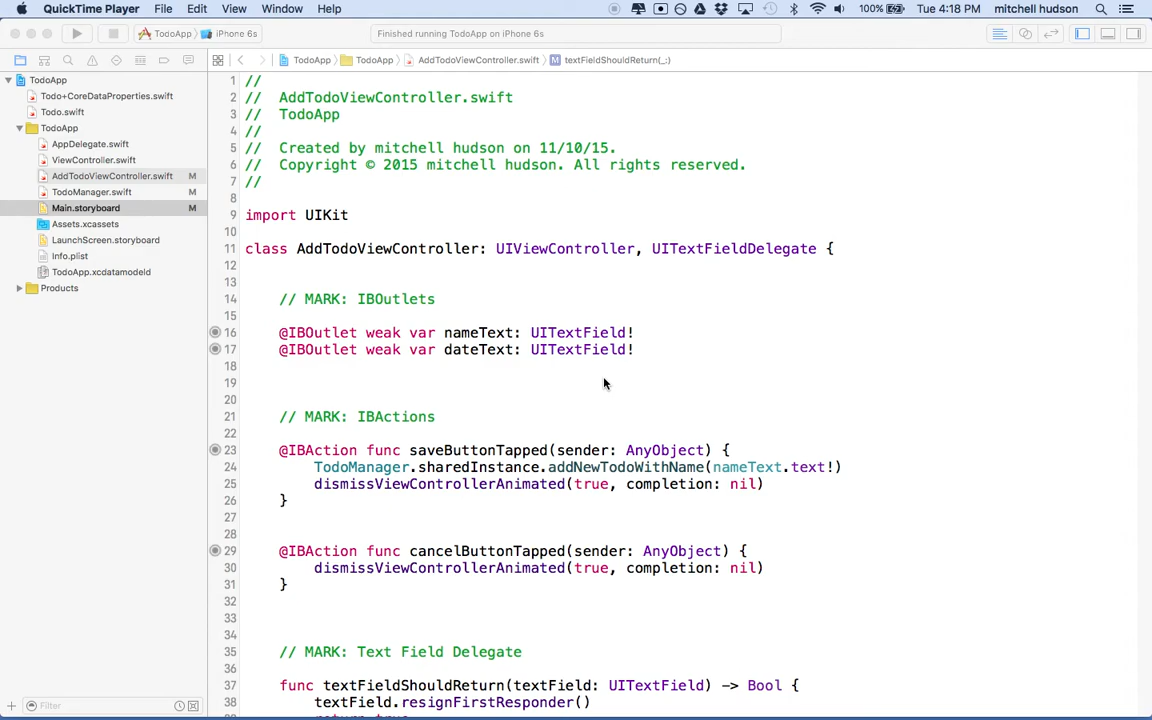 QuickTime Player File Edit View Window Help 100% Tue 4:18 PM mitchell hudson
TodoApp iPhone 6s Finished running TodoApp on iPhone 6s
TodoApp TodoApp AddTodoViewController.swift M textFieldShouldReturn(_:)
TodoApp
Todo+CoreDataProperties.swift
Todo.swift
TodoApp
AppDelegate.swift
ViewController.swift
AddTodoViewController.swift M
TodoManager.swift M
Main.storyboard M
Assets.xcassets
LaunchScreen.storyboard
Info.plist
TodoApp.xcdatamodeld
Products
Filter
1 //
2 // AddTodoViewController.swift
3 // TodoApp
4 //
5 // Created by mitchell hudson on 11/10/15.
6 // Copyright © 2015 mitchell hudson. All rights reserved.
7 //
8
9 import UIKit
10
11 class AddTodoViewController: UIViewController, UITextFieldDelegate {
12
13
14 // MARK: IBOutlets
15
16 @IBOutlet weak var nameText: UITextField!
17 @IBOutlet weak var dateText: UITextField!
18
19
20
21 // MARK: IBActions
22
23 @IBAction func saveButtonTapped(sender: AnyObject) {
24 TodoManager.sharedInstance.addNewTodoWithName(nameText.text!)
25 dismissViewControllerAnimated(true, completion: nil)
26 }
27
28
29 @IBAction func cancelButtonTapped(sender: AnyObject) {
30 dismissViewControllerAnimated(true, completion: nil)
31 }
32
33
34
35 // MARK: Text Field Delegate
36
37 func textFieldShouldReturn(textField: UITextField) -> Bool {
38 textField.resignFirstResponder()
return true